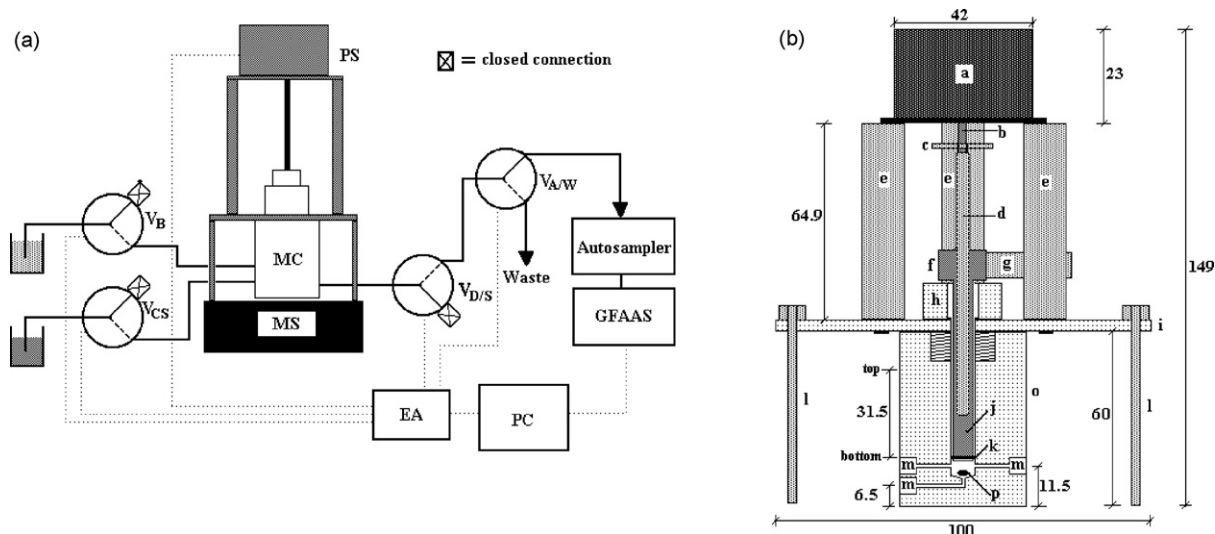 (a)
PS
= closed connection
V_B
V_A/W
MC
Autosampler
Waste
V_CS
V_D/S
MS
GFAAS
EA
PC
(b)
42
a
23
b
c
e
e
e
64.9
d
149
f
g
h
i
top
l
31.5
o
60
l
j
bottom
k
m
m
m
6.5
p
11.5
100